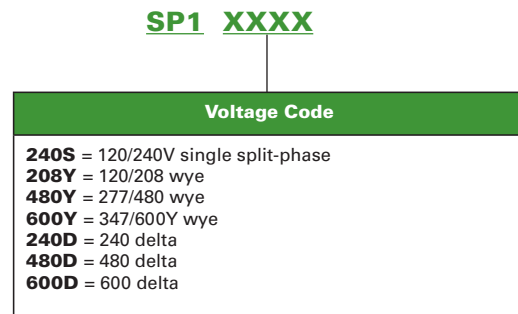 SP1 XXXX
Voltage Code
240S = 120/240V single split-phase
208Y = 120/208 wye
480Y = 277/480 wye
600Y = 347/600Y wye
240D = 240 delta
480D = 480 delta
600D = 600 delta